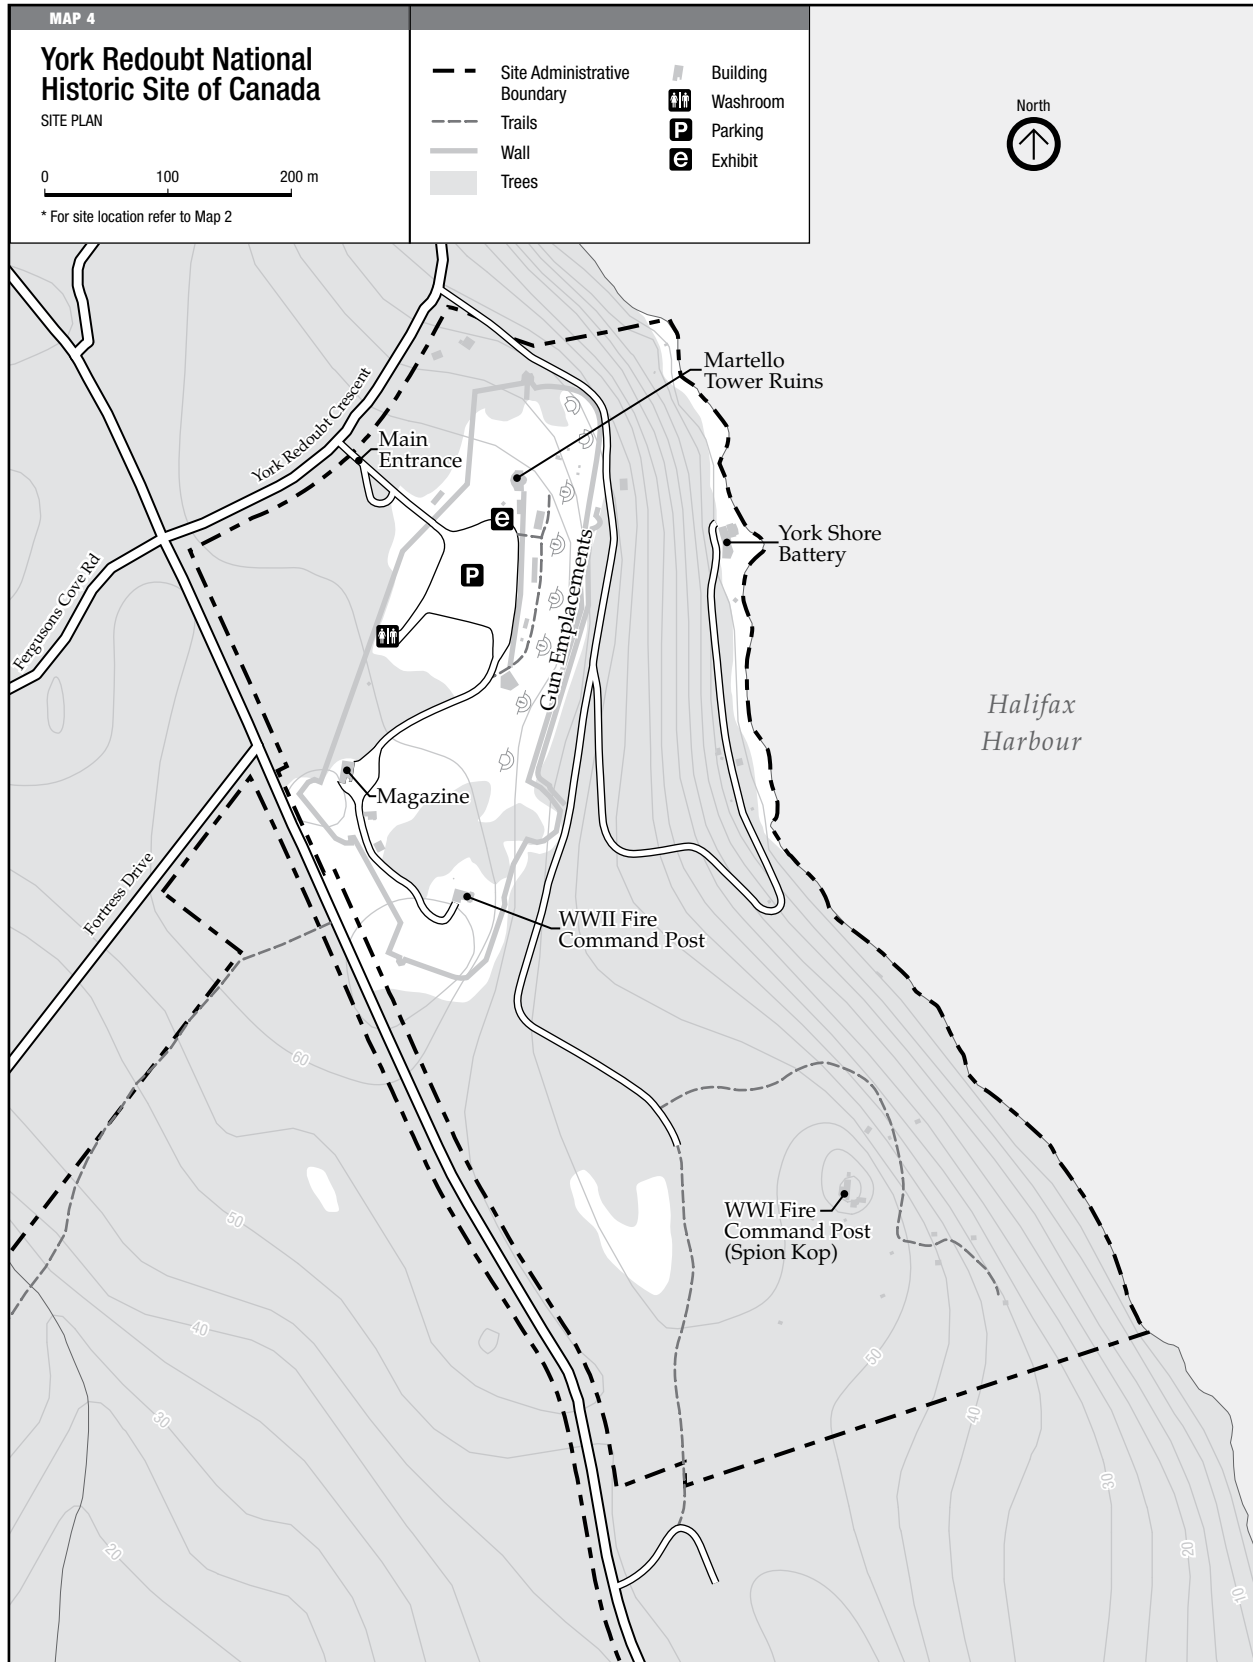 MAP 4
York Redoubt National
Historic Site of Canada
SITE PLAN
0 100 200 m
* For site location refer to Map 2
Site Administrative
Boundary
Trails
Wall
Trees
Building
Washroom
P Parking
e Exhibit
North
Martello
Tower Ruins
York Redoubt Crescent
Main
Entrance
e
York Shore
Battery
P
Fergusons Cove Rd
Gun Emplacements
Halifax
Harbour
Magazine
Fortress Drive
WWII Fire
Command Post
60
WWI Fire
Command Post
(Spion Kop)
50
40
50
30
40
30
20
20
10